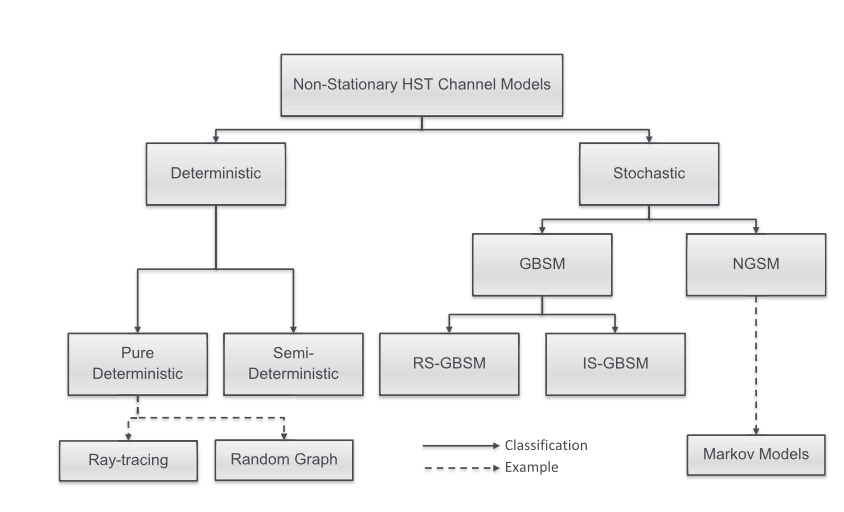 Non-Stationary HST Channel Models
Deterministic
Stochastic
GBSM
NGSM
Pure
Deterministic
Semi-
Deterministic
RS-GBSM
IS-GBSM
Ray-tracing
Random Graph
Classification
Example
Markov Models